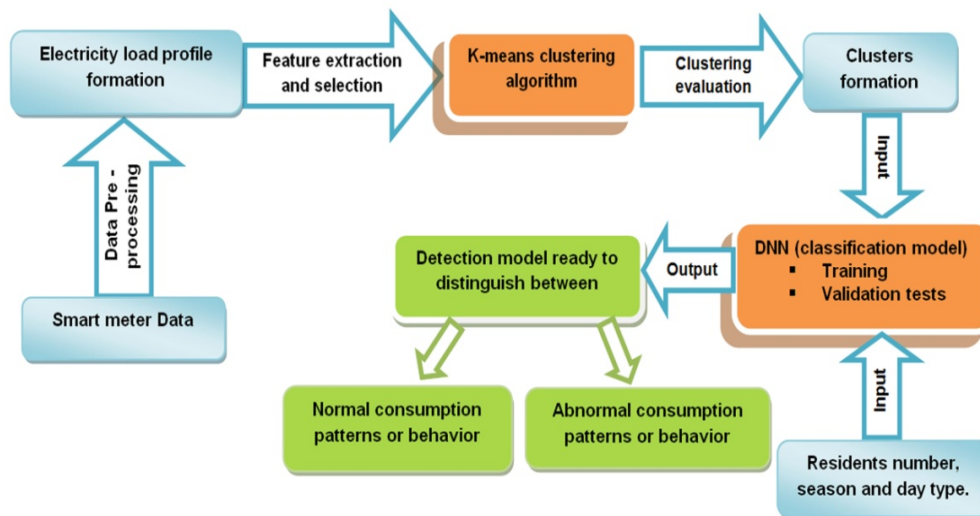 Electricity load profile
formation
Feature extraction
and selection
K-means clustering
algorithm
Clustering
evaluation
Clusters
formation
Data Pre -
processing
Input
Smart meter Data
Detection model ready to
distinguish between
Output
DNN (classification model)
▪ Training
▪ Validation tests
Normal consumption
patterns or behavior
Abnormal consumption
patterns or behavior
Input
Residents number,
season and day type.